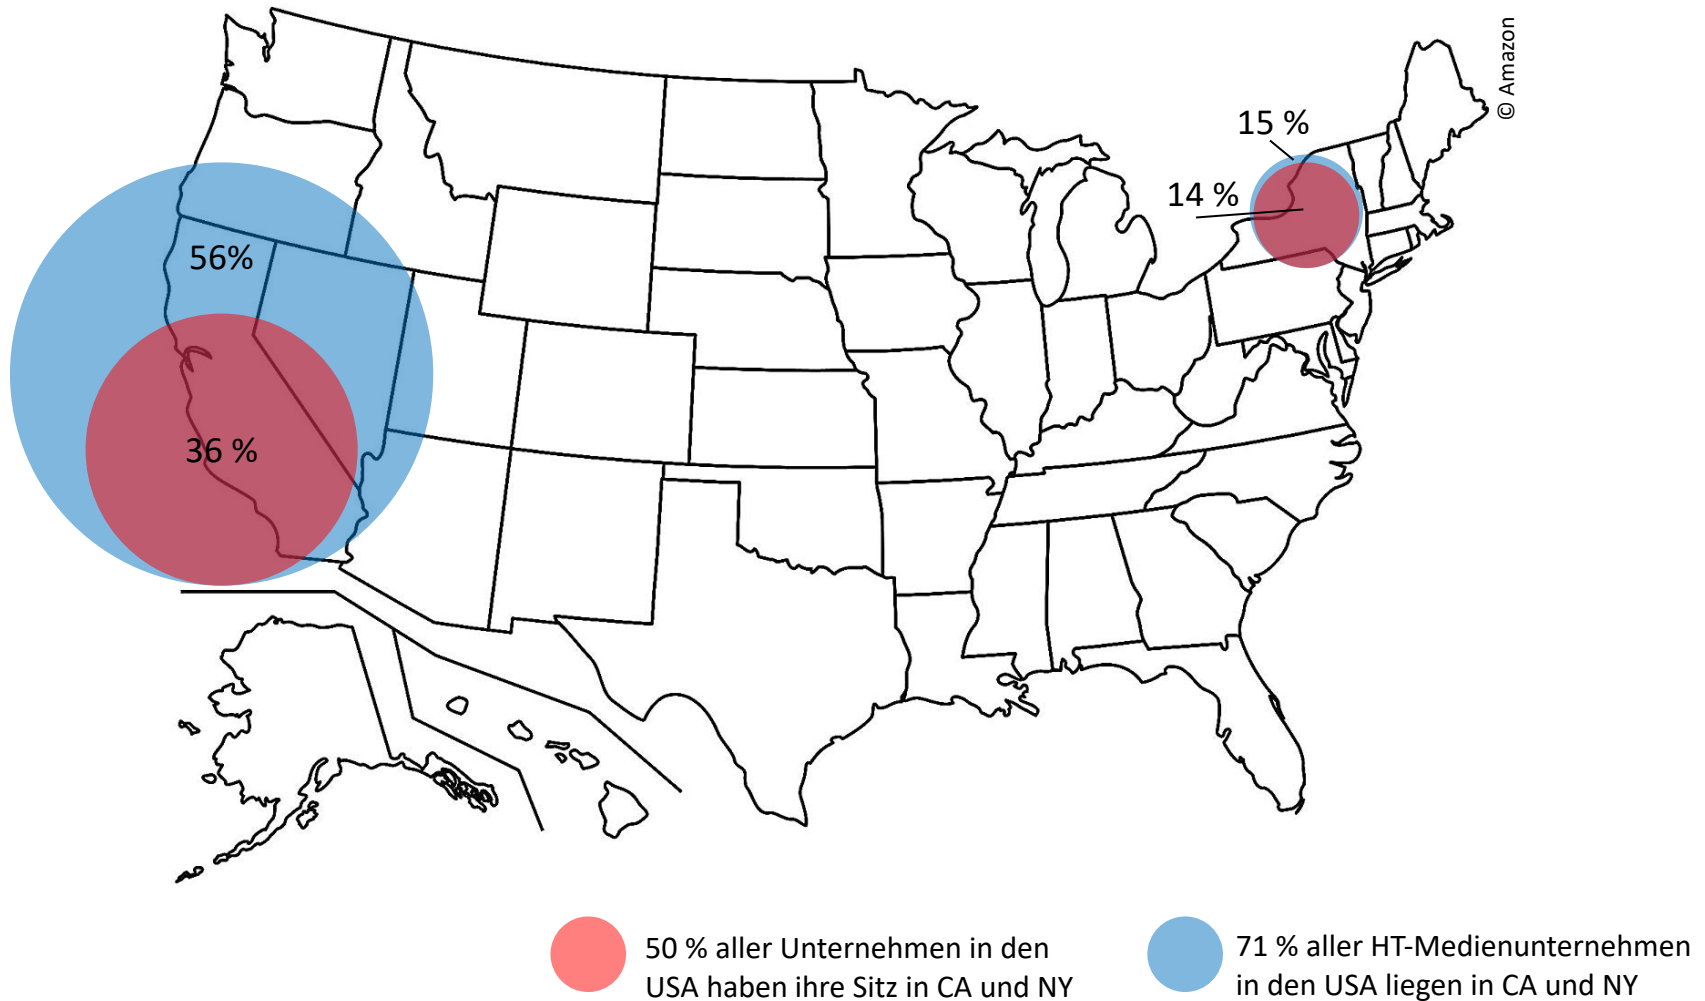 © Amazon
15 %
14 %
56%
36 %
50 % aller Unternehmen in den
USA haben ihre Sitz in CA und NY
71 % aller HT-Medienunternehmen
in den USA liegen in CA und NY